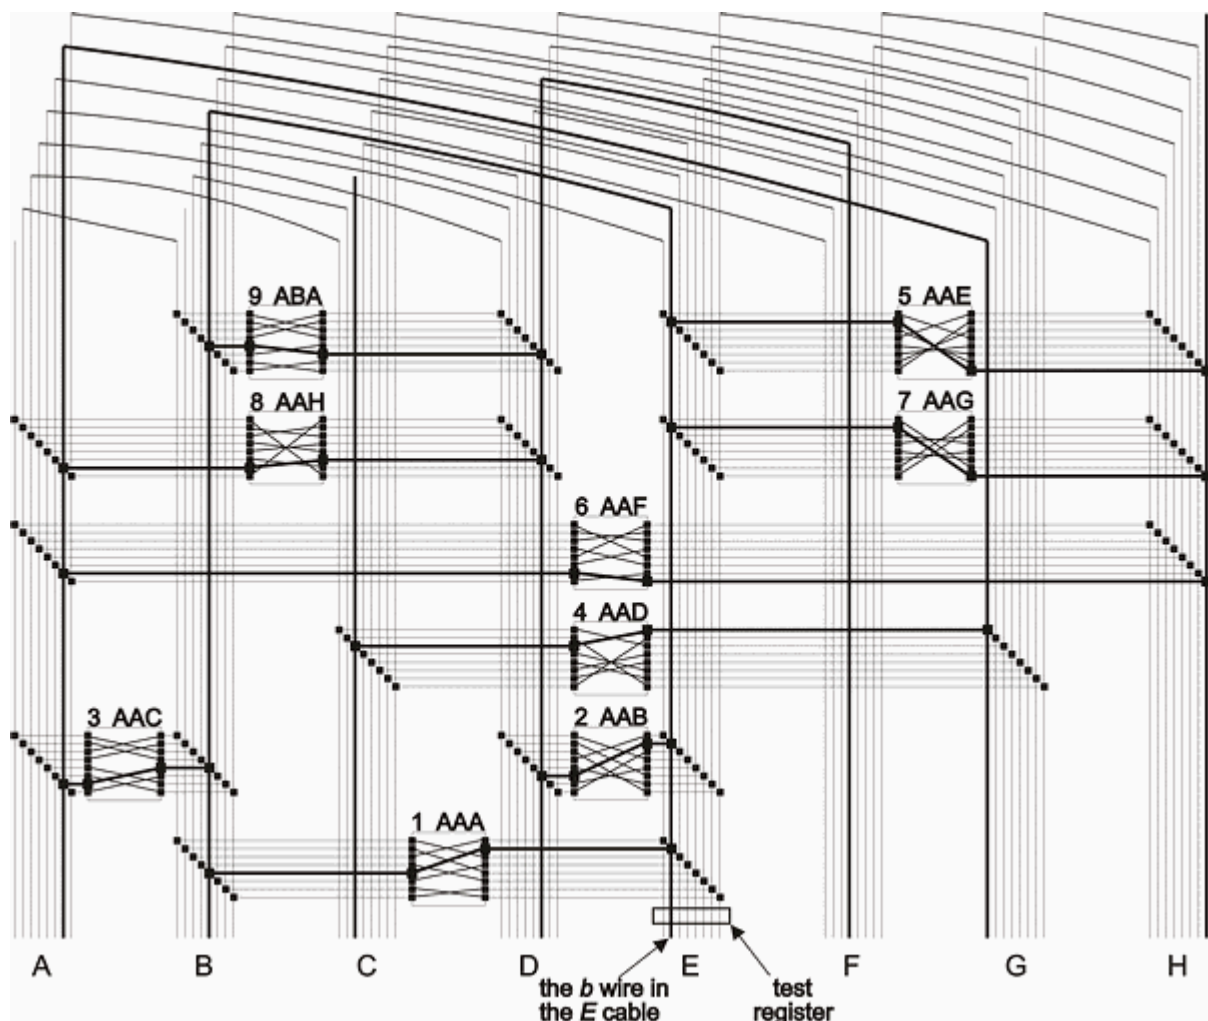 9 ABA
5 AAE
8 AAH
7 AAG
6 AAF
4 AAD
3 AAC
2 AAB
1 AAA
A B C D E F G H
the b wire in
the E cable
test
register